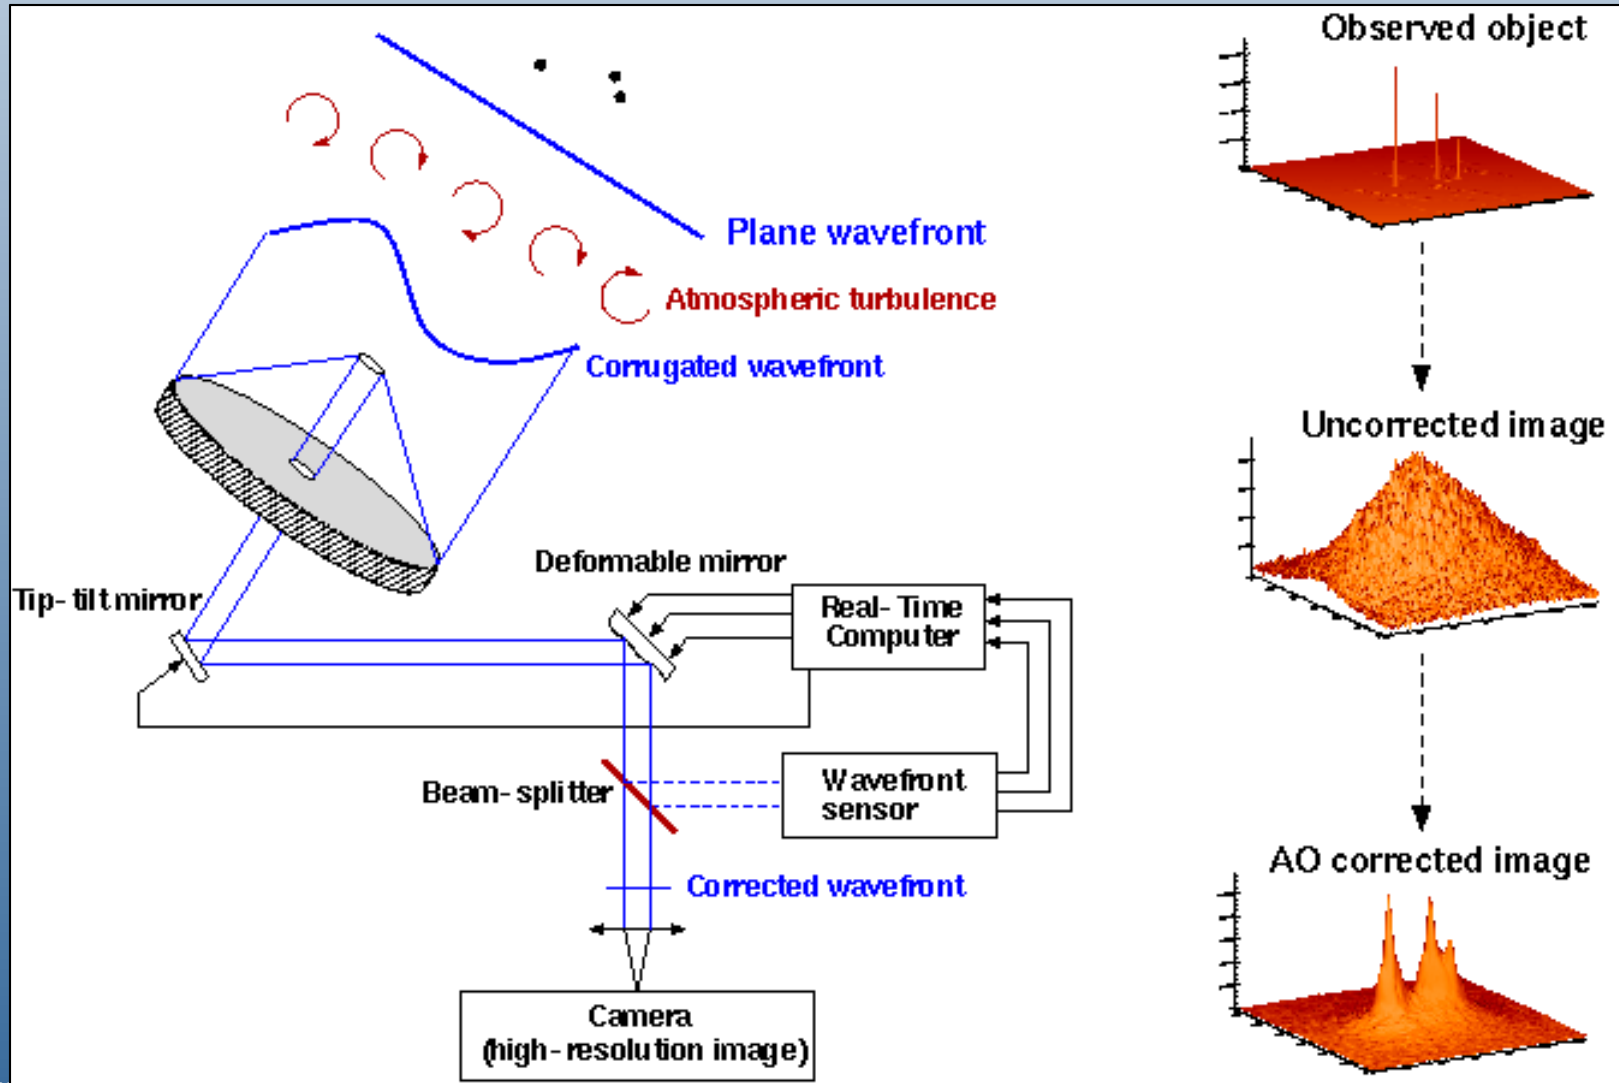 Observed object
Plane wavefront
Atmospheric turbulence
Corrugated wavefront
Uncorrected image
Deformable mirror
Tip-tilt mirror
Real-Time
Computer
Beam-splitter
Wavefront
sensor
AO corrected image
Corrected wavefront
Camera
(high-resolution image)